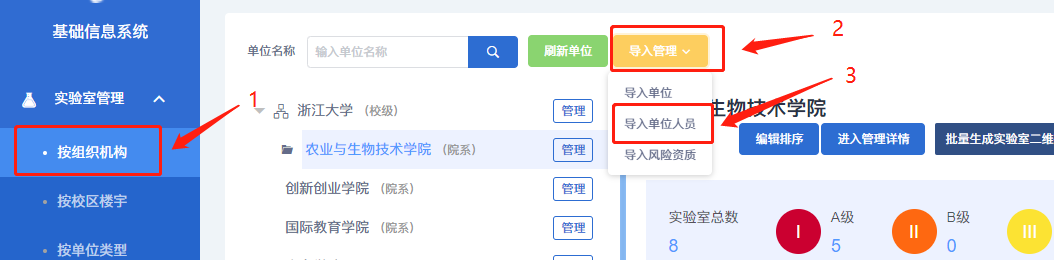 基础信息系统
实验室管理
按组织机构
按校区楼宇
按单位类型
1
2
3
单位名称
输入单位名称
刷新单位
导入管理
导入单位
导入单位人员
导入风险资质
浙江大学 (校级) 管理
农业与生物技术学院 (院系) 管理
创新创业学院 (院系) 管理
国际教育学院 (院系) 管理
生物技术学院
编辑排序
进入管理详情
批量生成实验室二维
实验室总数
8
I
A级
5
II
B级
0
III